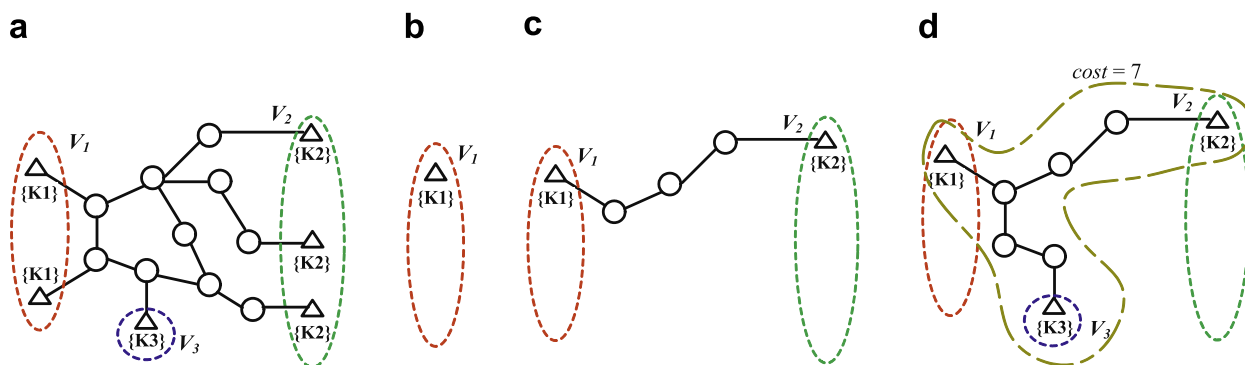 a
V1
V2
{K1}
{K2}
{K2}
{K1}
{K2}
{K3}
V3
b
V1
{K1}
c
V1
V2
{K1}
{K2}
d
cost = 7
V1
V2
{K1}
{K2}
{K3}
V3